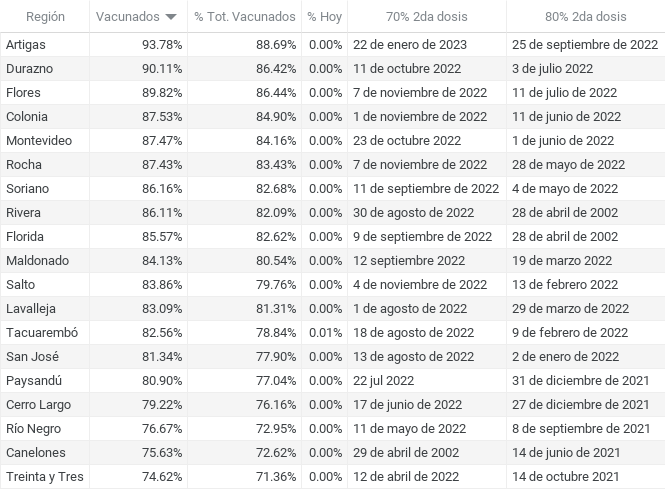 Región Vacunados % Tot. Vacunados % Hoy 70% 2da dosis 80% 2da dosis
Artigas 93.78% 88.69% 0.00% 22 de enero de 2023 25 de septiembre de 2022
Durazno 90.11% 86.42% 0.00% 11 de octubre 2022 3 de julio 2022
Flores 89.82% 86.44% 0.00% 7 de noviembre de 2022 11 de julio de 2022
Colonia 87.53% 84.90% 0.00% 1 de noviembre de 2022 11 de junio de 2022
Montevideo 87.47% 84.16% 0.00% 23 de octubre 2022 1 de junio de 2022
Rocha 87.43% 83.43% 0.00% 7 de noviembre de 2022 28 de mayo de 2022
Soriano 86.16% 82.68% 0.00% 11 de septiembre de 2022 4 de mayo de 2022
Rivera 86.11% 82.09% 0.00% 30 de agosto de 2022 28 de abril de 2002
Florida 85.57% 82.62% 0.00% 9 de septiembre de 2022 28 de abril de 2002
Maldonado 84.13% 80.54% 0.00% 12 septiembre 2022 19 de marzo 2022
Salto 83.86% 79.76% 0.00% 4 de noviembre de 2022 13 de febrero 2022
Lavalleja 83.09% 81.31% 0.00% 1 de agosto de 2022 29 de marzo de 2022
Tacuarembó 82.56% 78.84% 0.01% 18 de agosto de 2022 9 de febrero de 2022
San José 81.34% 77.90% 0.00% 13 de agosto de 2022 2 de enero de 2022
Paysandú 80.90% 77.04% 0.00% 22 jul 2022 31 de diciembre de 2021
Cerro Largo 79.22% 76.16% 0.00% 17 de junio de 2022 27 de diciembre de 2021
Río Negro 76.67% 72.95% 0.00% 11 de mayo de 2022 8 de septiembre de 2021
Canelones 75.63% 72.62% 0.00% 29 de abril de 2002 14 de junio de 2021
Treinta y Tres 74.62% 71.36% 0.00% 12 de abril de 2022 14 de octubre 2021